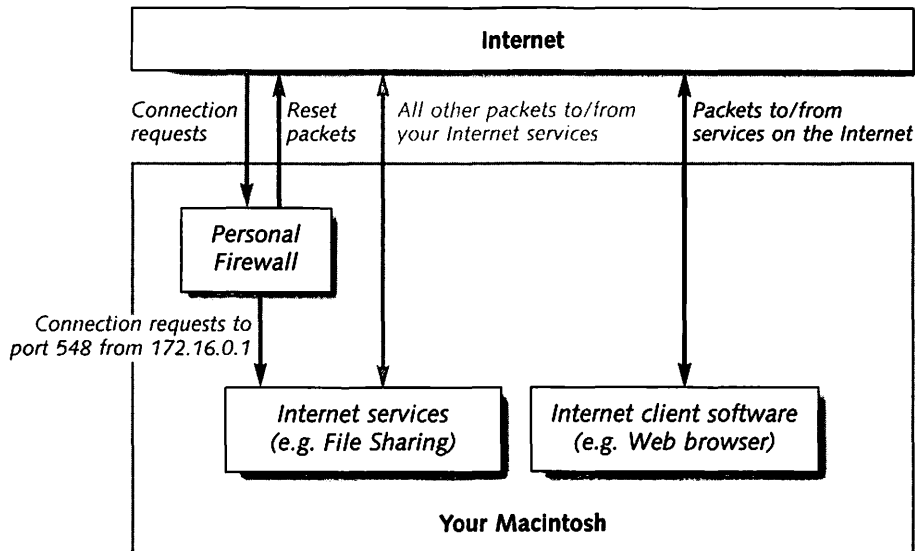 Internet
Connection
requests
Reset
packets
All other packets to/from
your Internet services
Packets to/from
services on the Internet
Personal
Firewall
Connection requests to
port 548 from 172.16.0.1
Internet services
(e.g. File Sharing)
Internet client software
(e.g. Web browser)
Your Macintosh